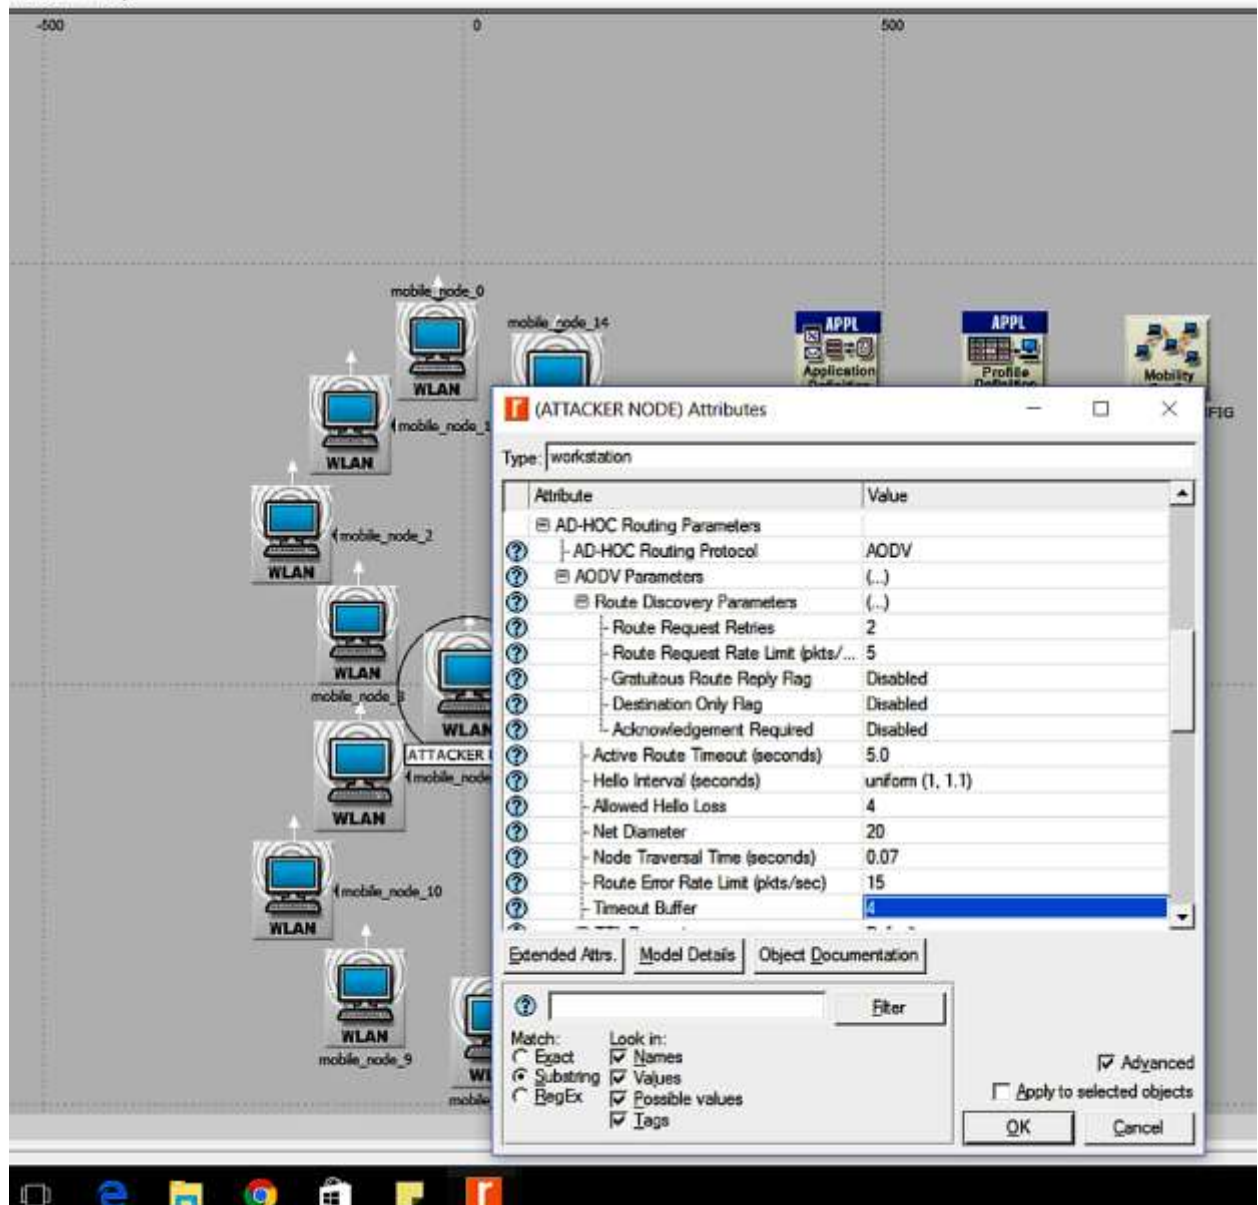 -500
0
500
mobile_node_0
WLAN
mobile_node_14
APPL
Application
Definition
APPL
Profile
Definition
Mobility
FIG
WLAN
mobile_node_1
WLAN
mobile_node_2
WLAN
mobile_node_3
WLAN
ATTACKER
WLAN
mobile_node
WLAN
mobile_node_10
WLAN
mobile_node_9
WL
mobile
(ATTACKER NODE) Attributes
Type: workstation
Attribute Value
AD-HOC Routing Parameters
AD-HOC Routing Protocol AODV
AODV Parameters (...)
Route Discovery Parameters (...)
Route Request Retries 2
Route Request Rate Limit (pkts/... 5
Gratuitous Route Reply Flag Disabled
Destination Only Flag Disabled
Acknowledgement Required Disabled
Active Route Timeout (seconds) 5.0
Hello Interval (seconds) uniform (1, 1.1)
Allowed Hello Loss 4
Net Diameter 20
Node Traversal Time (seconds) 0.07
Route Error Rate Limit (pkts/sec) 15
Timeout Buffer 4
Extended Attrs. Model Details Object Documentation
Filter
Match: Look in:
Exact Names
Substring Values
RegEx Possible values
Tags
Advanced
Apply to selected objects
OK Cancel